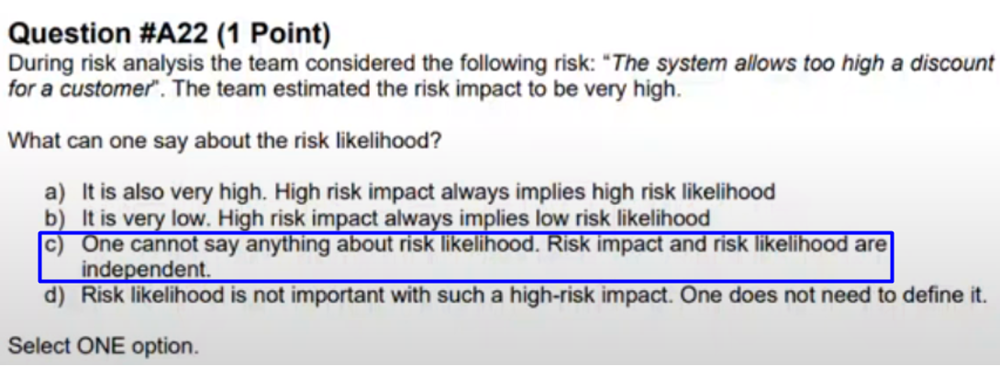 Question #A22 (1 Point)
During risk analysis the team considered the following risk: "The system allows too high a discount
for a customer". The team estimated the risk impact to be very high.
What can one say about the risk likelihood?
a) It is also very high. High risk impact always implies high risk likelihood
b) It is very low. High risk impact always implies low risk likelihood
c) One cannot say anything about risk likelihood. Risk impact and risk likelihood are
independent.
d) Risk likelihood is not important with such a high-risk impact. One does not need to define it.
Select ONE option.